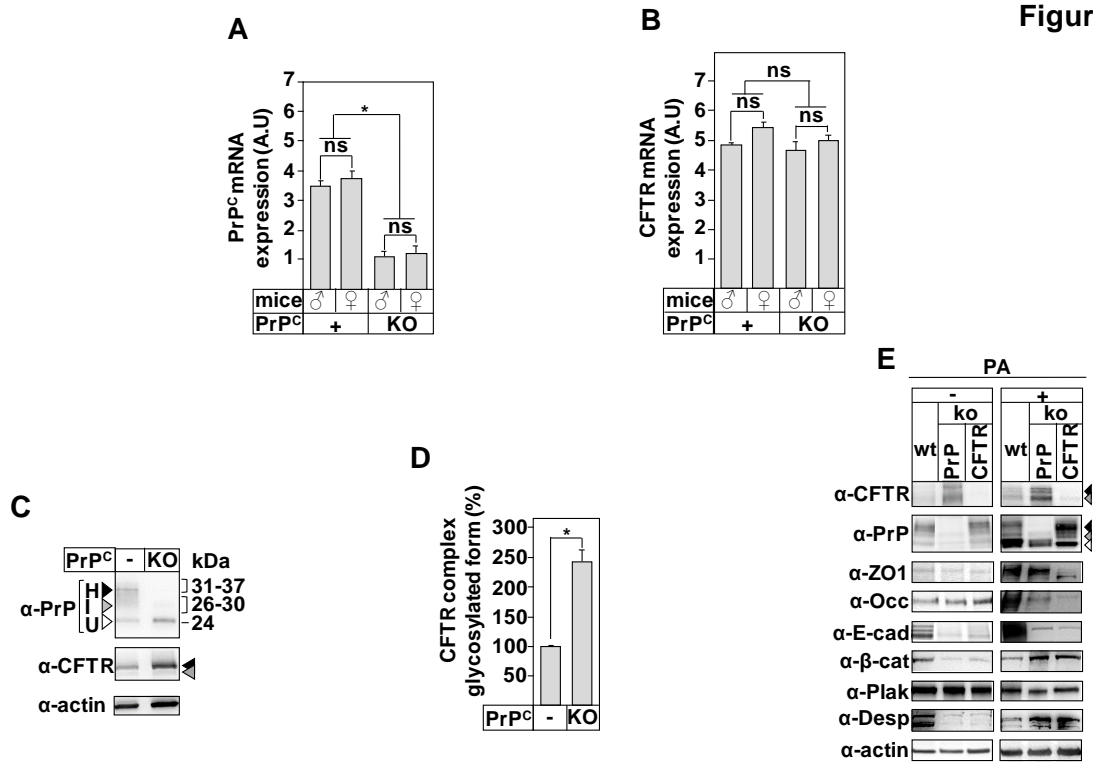 Figur
A
PrPᶜ mRNA
expression (A.U)
7
6
5
4
3
2
1
*
ns
ns
mice ♂ ♀ ♂ ♀
PrPᶜ + KO
B
CFTR mRNA
expression (A.U)
7
6
5
4
3
2
1
ns
ns
ns
mice ♂ ♀ ♂ ♀
PrPᶜ + KO
C
PrPᶜ - KO kDa
α-PrP
H 31-37
I 26-30
U 24
α-CFTR
α-actin
D
CFTR complex
glycosylated form (%)
300
250
200
150
100
50
*
PrPᶜ - KO
E
PA
- +
ko ko
wt PrP CFTR wt PrP CFTR
α-CFTR
α-PrP
α-ZO1
α-Occ
α-E-cad
α-β-cat
α-Plak
α-Desp
α-actin